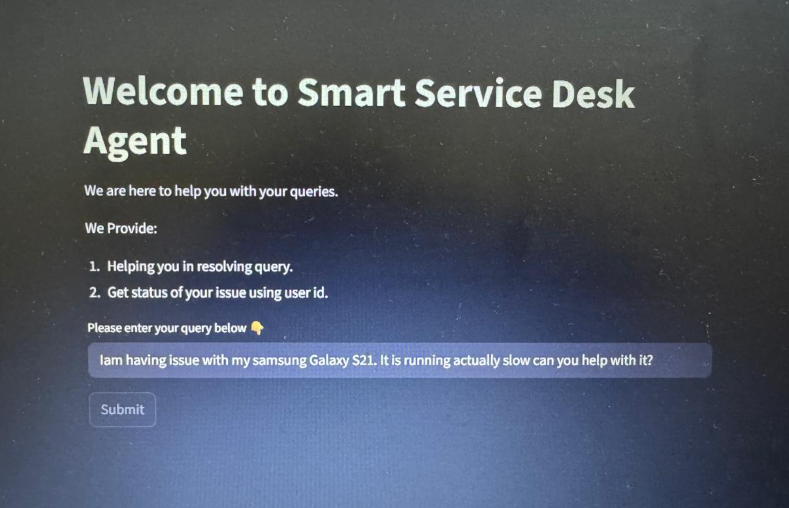 Welcome to Smart Service Desk
Agent
We are here to help you with your queries.
We Provide:
1. Helping you in resolving query.
2. Get status of your issue using user id.
Please enter your query below 👇
Iam having issue with my samsung Galaxy S21. It is running actually slow can you help with it?
Submit